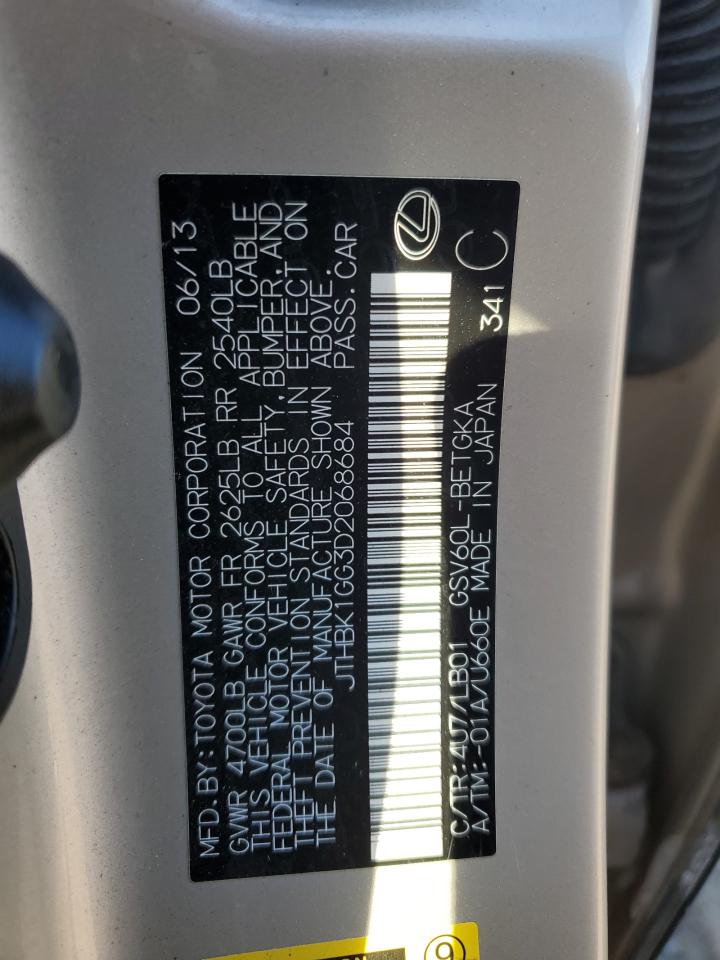 MFD.BY:TOYOTA MOTOR CORPORATION 06/13
GVWR 4700LB GAWR FR 2625LB RR 2540LB
THIS VEHICLE CONFORMS TO ALL APPLICABLE
FEDERAL MOTOR VEHICLE SAFETY,BUMPER,AND
THEFT PREVENTION STANDARDS IN EFFECT ON
THE DATE OF MANUFACTURE SHOWN ABOVE.
JTHBK1GG3D2068684 PASS.CAR
C/TR:4U7/LB01 GSV60L-BETGKA
A/TM:-01A/U660E MADE IN JAPAN 341 C
9